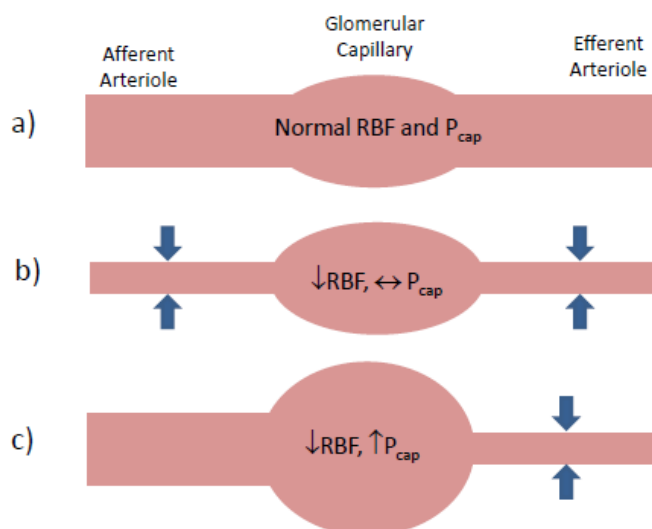 Afferent
Arteriole
Glomerular
Capillary
Efferent
Arteriole
a)
Normal RBF and Pcap
b)
↓RBF, ↔ Pcap
c)
↓RBF, ↑Pcap